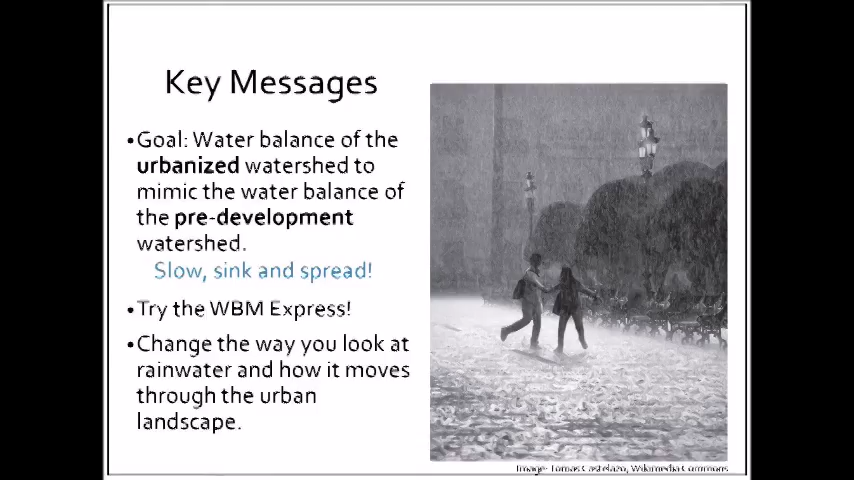 Key Messages
•Goal: Water balance of the
urbanized watershed to
mimic the water balance of
the pre-development
watershed.
Slow, sink and spread!
•Try the WBM Express!
•Change the way you look at
rainwater and how it moves
through the urban
landscape.
Image: Tomas Castelazo, Wikimedia Commons